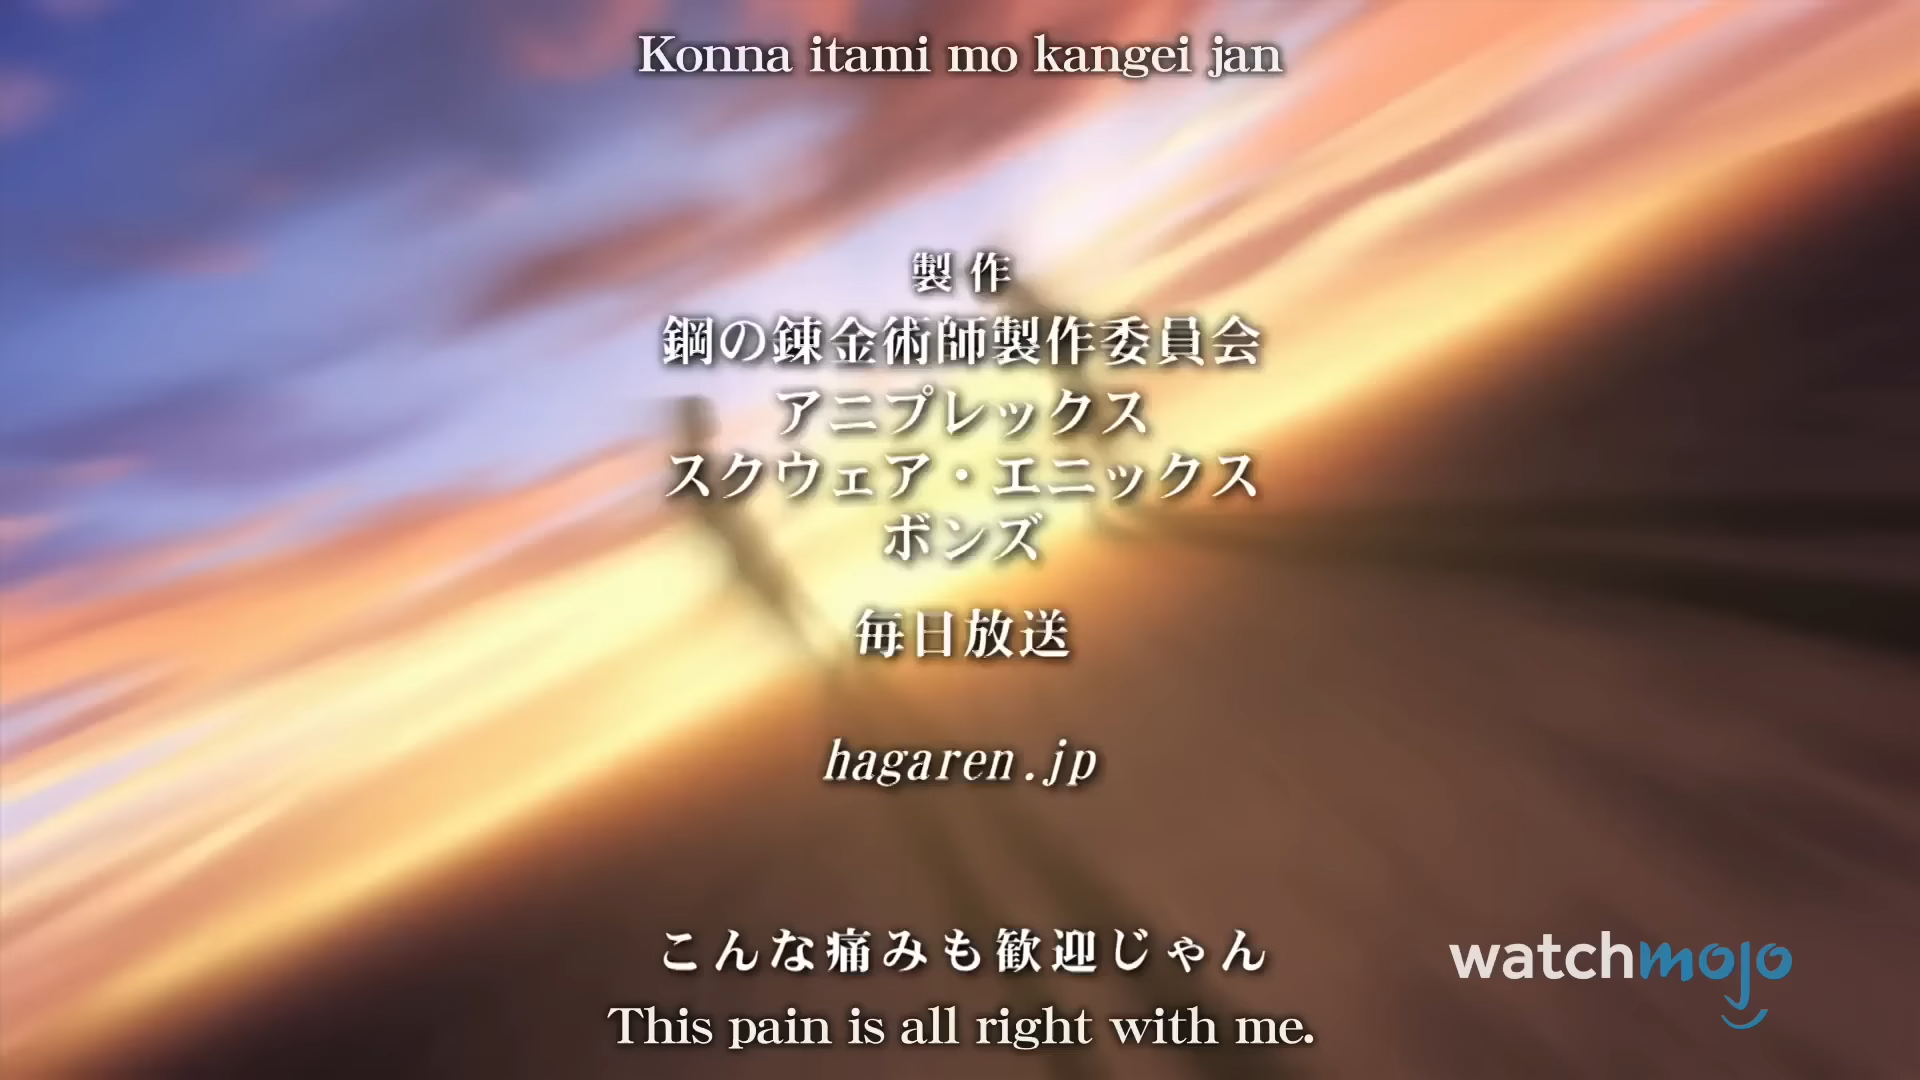 Konna itami mo kangei jan
製作
鋼の錬金術師製作委員会
アニプレックス
スクウェア・エニックス
ボンズ
毎日放送
hagaren.jp
こんな痛みも歓迎じゃん
watchmojo
This pain is all right with me.